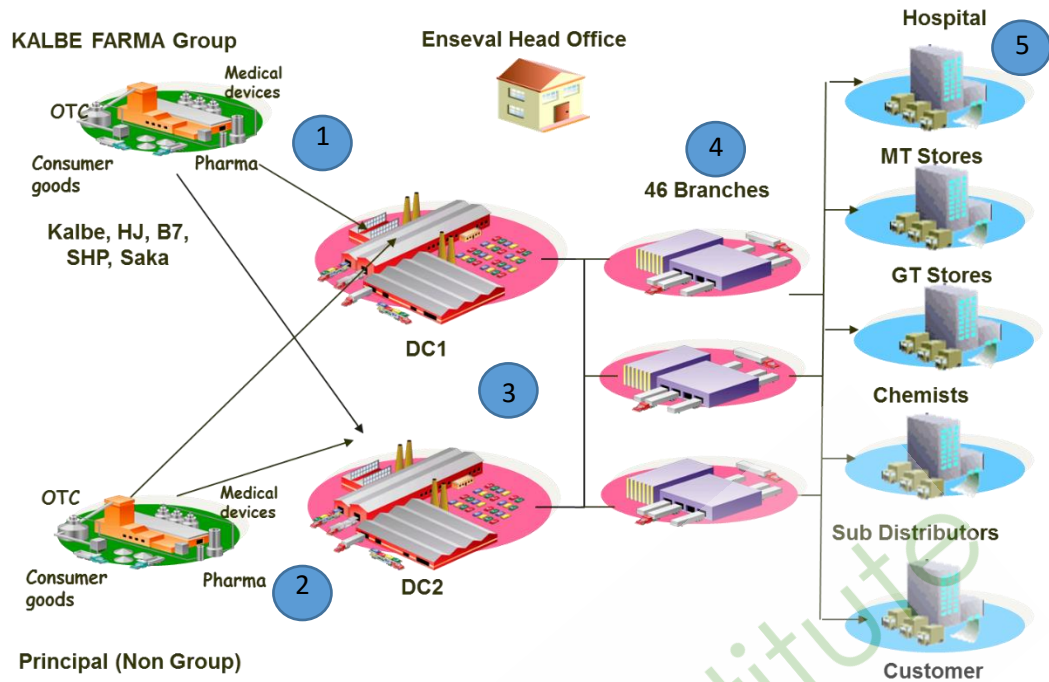 KALBE FARMA Group
Enseval Head Office
Hospital
5
OTC
Medical
devices
Consumer
goods
Pharma
1
4
46 Branches
MT Stores
Kalbe, HJ, B7,
SHP, Saka
GT Stores
DC1
3
Chemists
OTC
Medical
devices
Consumer
goods
Pharma
2
DC2
Sub Distributors
Principal (Non Group)
Customer